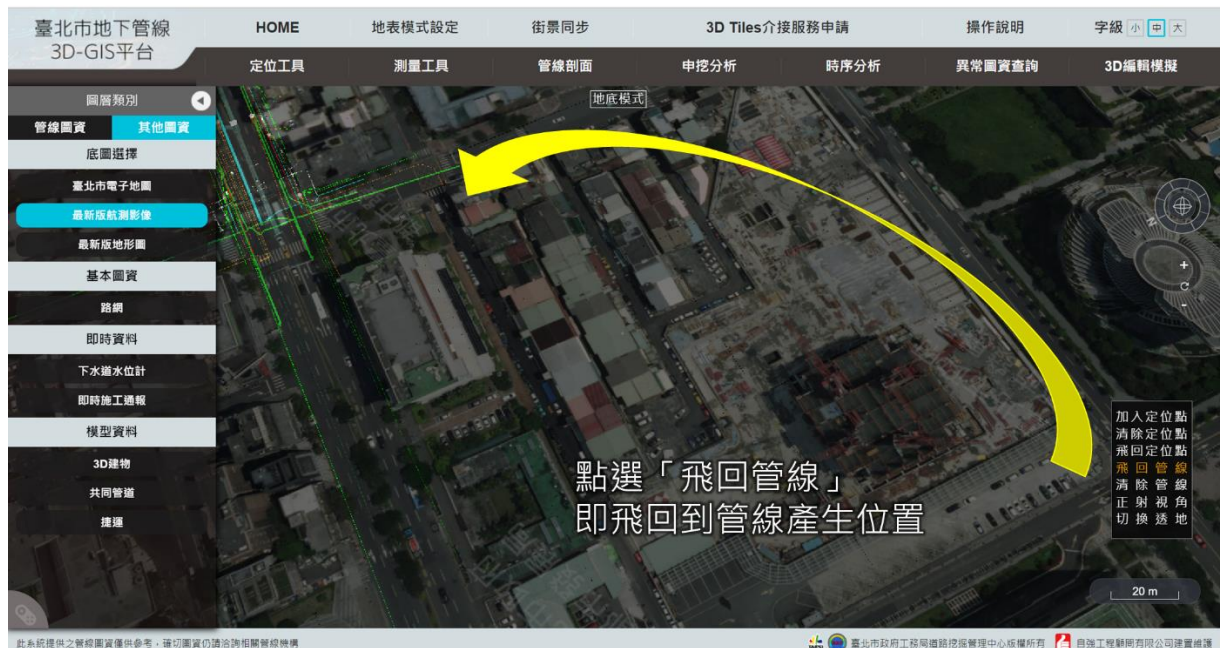 臺北市地下管線
3D-GIS平台
HOME
地表模式設定
街景同步
3D Tiles介接服務申請
操作說明
字級 小 中 大
定位工具
測量工具
管線剖面
申挖分析
時序分析
異常圖資查詢
3D編輯模擬
圖層類別
管線圖資
其他圖資
底圖選擇
臺北市電子地圖
最新版航測影像
最新版地形圖
基本圖資
路網
即時資料
下水道水位計
即時施工通報
模型資料
3D建物
共同管道
捷運
地底模式
N
+
-
加入定位點
清除定位點
飛回定位點
飛回管線
清除管線
正射視角
切換透地
點選「飛回管線」
即飛回到管線產生位置
20 m
此系統提供之管線圖資僅供參考，確切圖資仍請洽詢相關管線機構
臺北市政府工務局道路挖掘管理中心版權所有
自強工程顧問有限公司建置維護